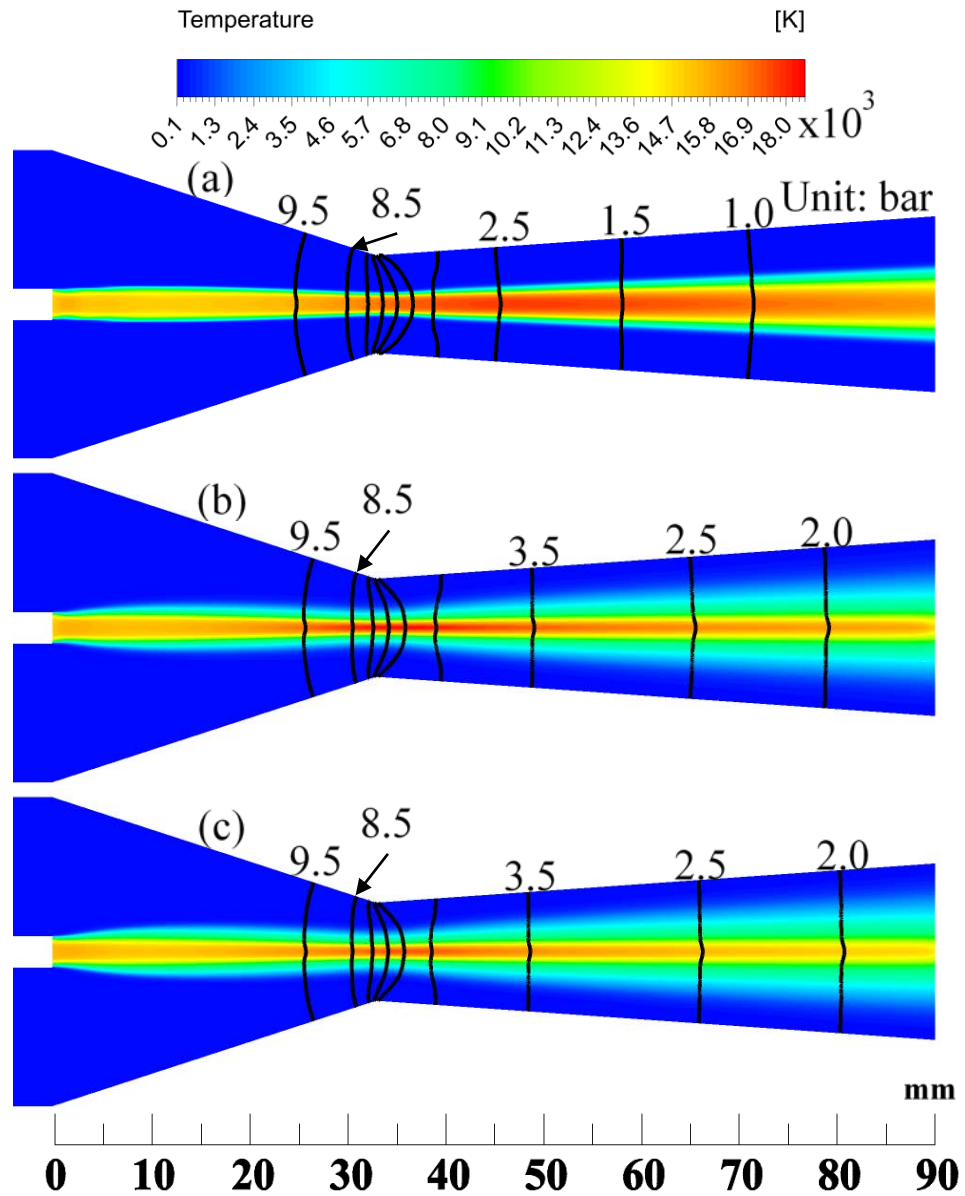 Temperature [K]
0.1 1.3 2.4 3.5 4.6 5.7 6.8 8.0 9.1 10.2 11.3 12.4 13.6 14.7 15.8 16.9 18.0 x10³
(a) 9.5 8.5 2.5 1.5 1.0 Unit: bar
(b) 9.5 8.5 3.5 2.5 2.0
(c) 9.5 8.5 3.5 2.5 2.0
mm
0 10 20 30 40 50 60 70 80 90